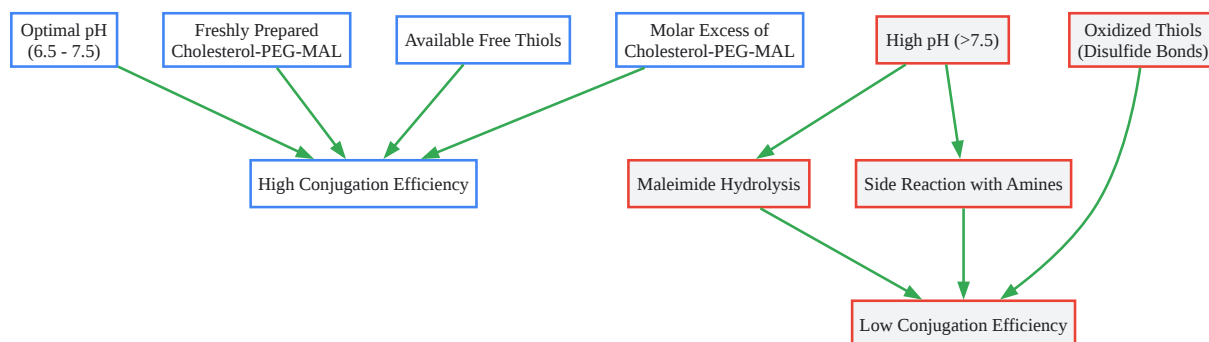 Optimal pH
(6.5 - 7.5)
Freshly Prepared
Cholesterol-PEG-MAL
Available Free Thiols
Molar Excess of
Cholesterol-PEG-MAL
High pH (>7.5)
Oxidized Thiols
(Disulfide Bonds)
High Conjugation Efficiency
Maleimide Hydrolysis
Side Reaction with Amines
Low Conjugation Efficiency